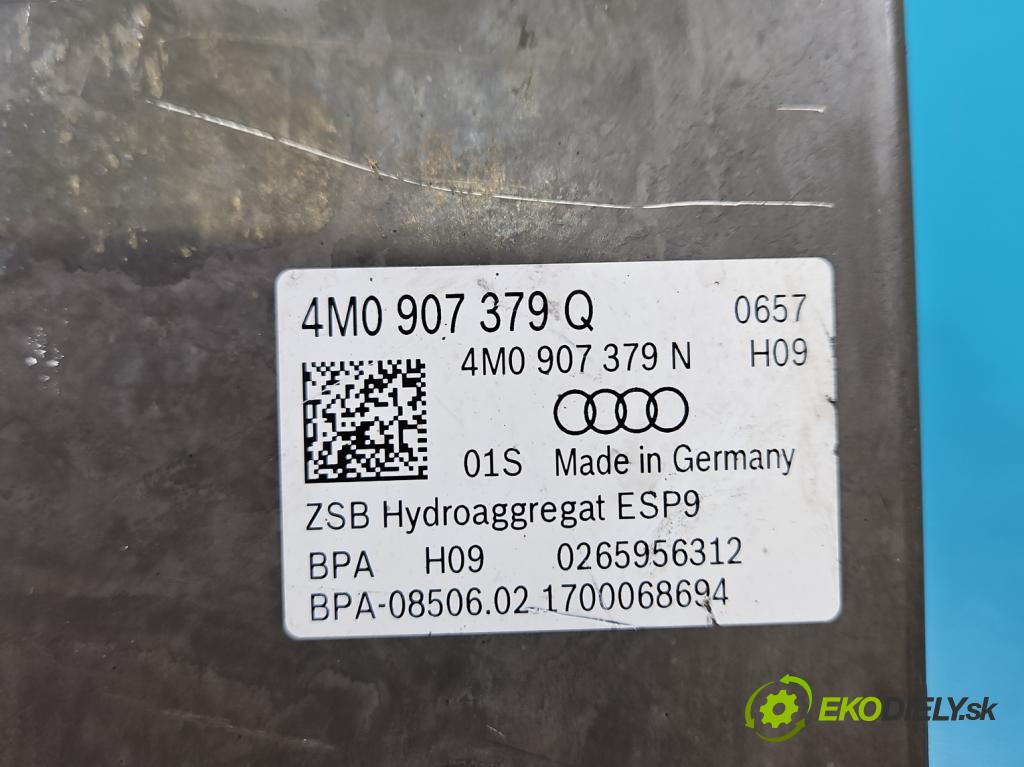 4M0 907 379 Q 0657
4M0 907 379 N H09
01S Made in Germany
ZSB Hydroaggregat ESP9
BPA H09 0265956312
BPA-08506.02 1700068694
EKODIELY.sk